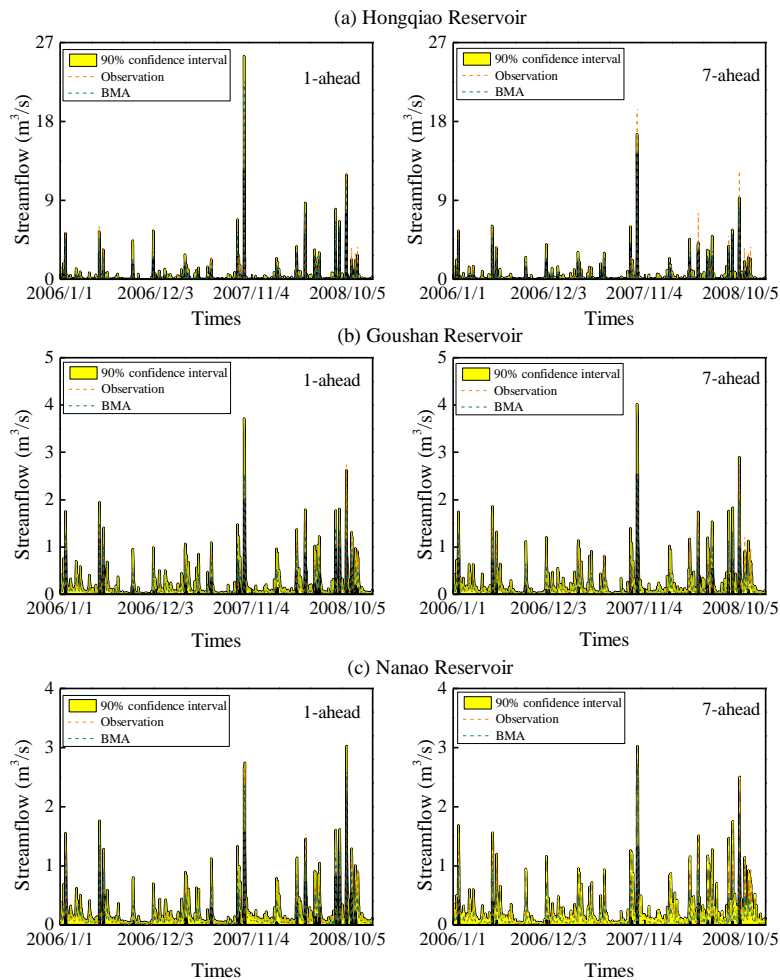 (a) Hongqiao Reservoir
27
18
9
0
Streamflow (m³/s)
90% confidence interval
Observation
BMA
1-ahead
2006/1/1
2006/12/3
2007/11/4
2008/10/5
Times
27
18
9
0
Streamflow (m³/s)
90% confidence interval
Observation
BMA
7-ahead
2006/1/1
2006/12/3
2007/11/4
2008/10/5
Times
(b) Goushan Reservoir
5
4
3
2
1
0
Streamflow (m³/s)
90% confidence interval
Observation
BMA
1-ahead
2006/1/1
2006/12/3
2007/11/4
2008/10/5
Times
5
4
3
2
1
0
Streamflow (m³/s)
90% confidence interval
Observation
BMA
7-ahead
2006/1/1
2006/12/3
2007/11/4
2008/10/5
Times
(c) Nanao Reservoir
4
3
2
1
0
Streamflow (m³/s)
90% confidence interval
Observation
BMA
1-ahead
2006/1/1
2006/12/3
2007/11/4
2008/10/5
Times
4
3
2
1
0
Streamflow (m³/s)
90% confidence interval
Observation
BMA
7-ahead
2006/1/1
2006/12/3
2007/11/4
2008/10/5
Times